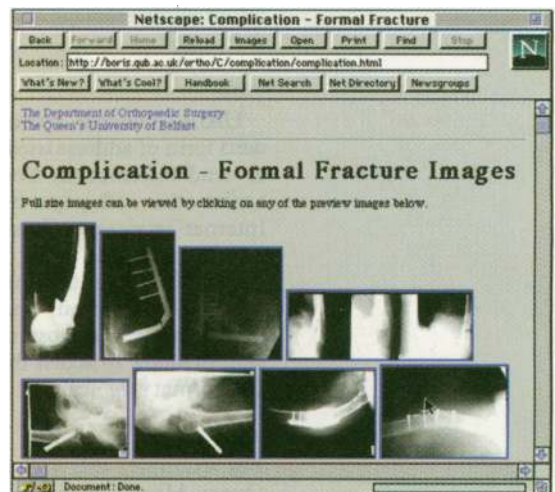 Netscape: Complication - Formal Fracture
Back Forward Home Reload Images Open Print Find Stop
N
Location: http://boris.qub.ac.uk/ortho/C/complication/complication.html
What's New? What's Cool? Handbook Net Search Net Directory Newsgroups
The Department of Orthopaedic Surgery
The Queen's University of Belfast
Complication - Formal Fracture Images
Full size images can be viewed by clicking on any of the preview images below.
Document: Done.